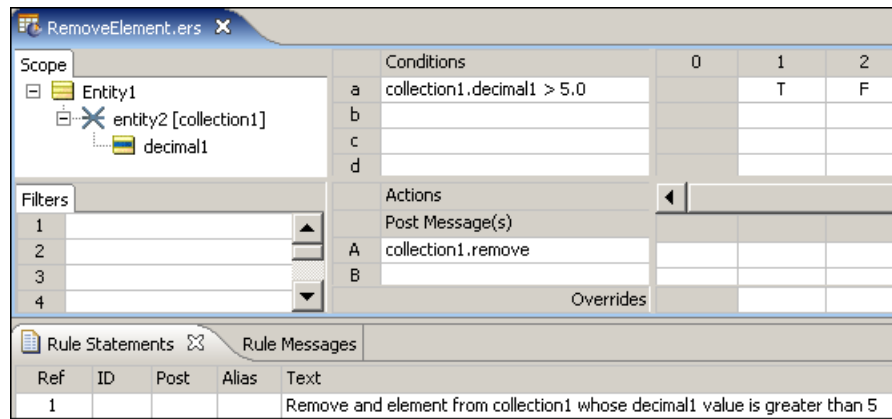 RemoveElement.ers
Scope
Entity1
entity2 [collection1]
decimal1
Filters
1
2
3
4
Conditions 0 1 2
a collection1.decimal1 > 5.0 T F
b
c
d
Actions
Post Message(s)
A collection1.remove
B
Overrides
Rule Statements Rule Messages
Ref ID Post Alias Text
1 Remove and element from collection1 whose decimal1 value is greater than 5